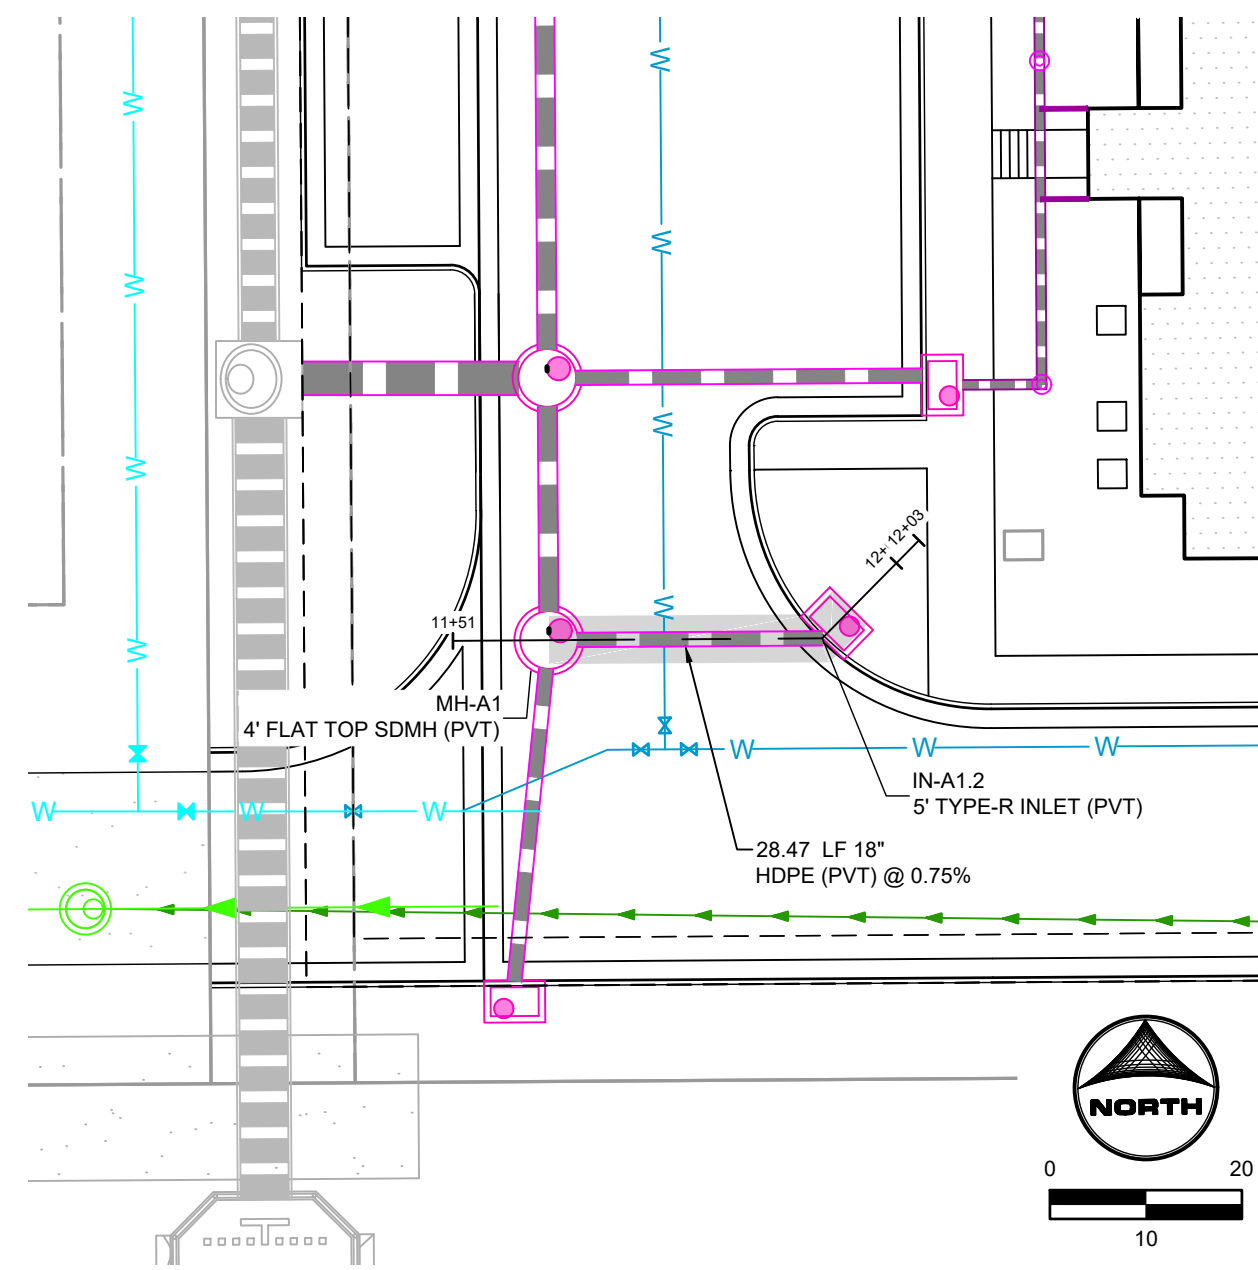 W
W
W
W
W
W
W
12+
12+03
W
11+51
W
MH-A1
4' FLAT TOP SDMH (PVT)
W
W
W
IN-A1.2
5' TYPE-R INLET (PVT)
W
W
W
28.47 LF 18"
HDPE (PVT) @ 0.75%
NORTH
0
20
10